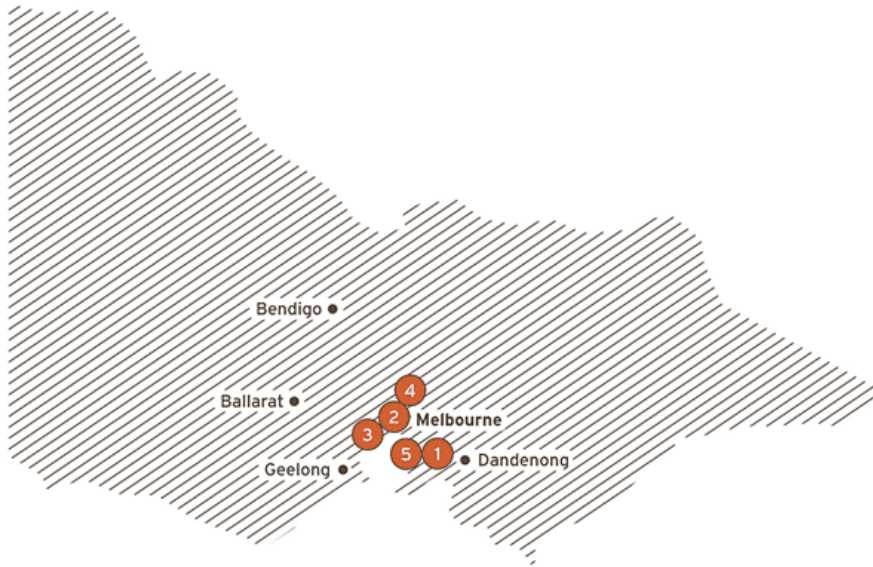 Bendigo
Ballarat
4
2
Melbourne
3
5
1
Geelong
Dandenong